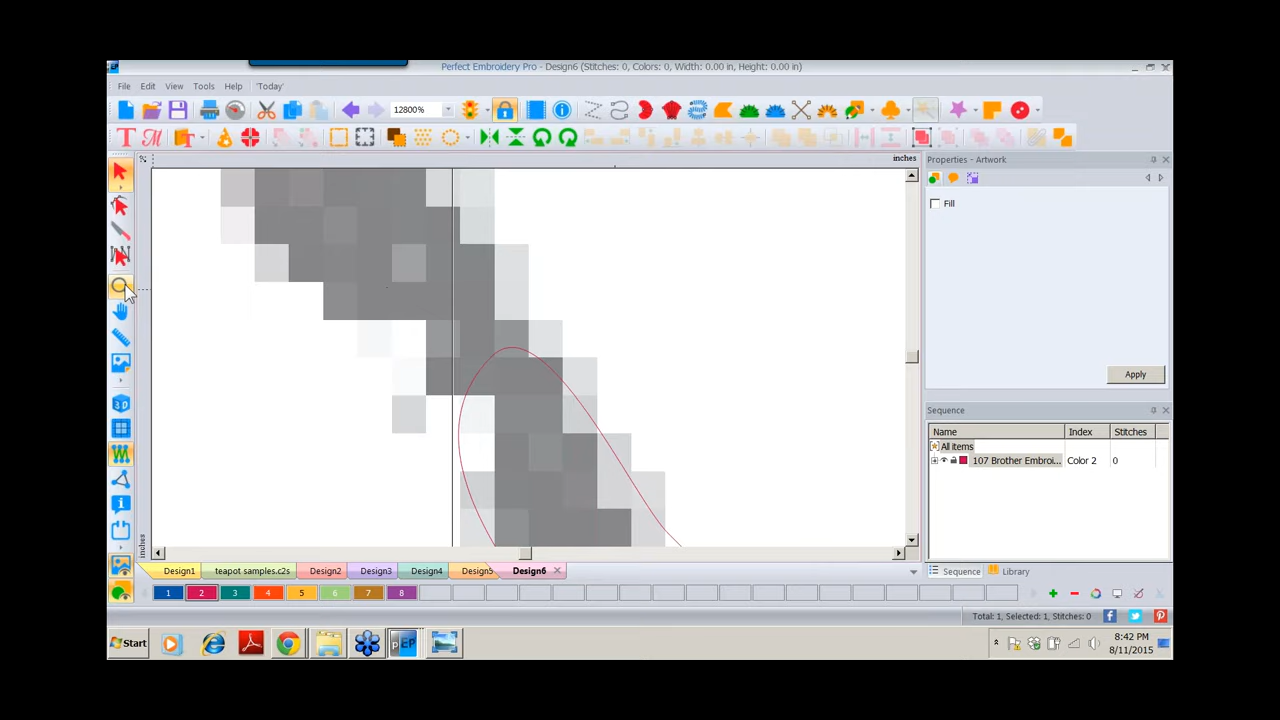 Perfect Embroidery Pro - Design6 (Stitches: 0, Colors: 0, Width: 0.00 in, Height: 0.00 in)
File Edit View Tools Help 'Today'
12800%
inches
Properties - Artwork
Fill
Apply
Sequence
Name Index Stitches
All items
107 Brother Embroi... Color 2 0
inches
Design1 teapot samples.c2s Design2 Design3 Design4 Design5 Design6
Sequence Library
1 2 3 4 5 6 7 8
Total: 1, Selected: 1, Stitches: 0
Start
8:42 PM
8/11/2015